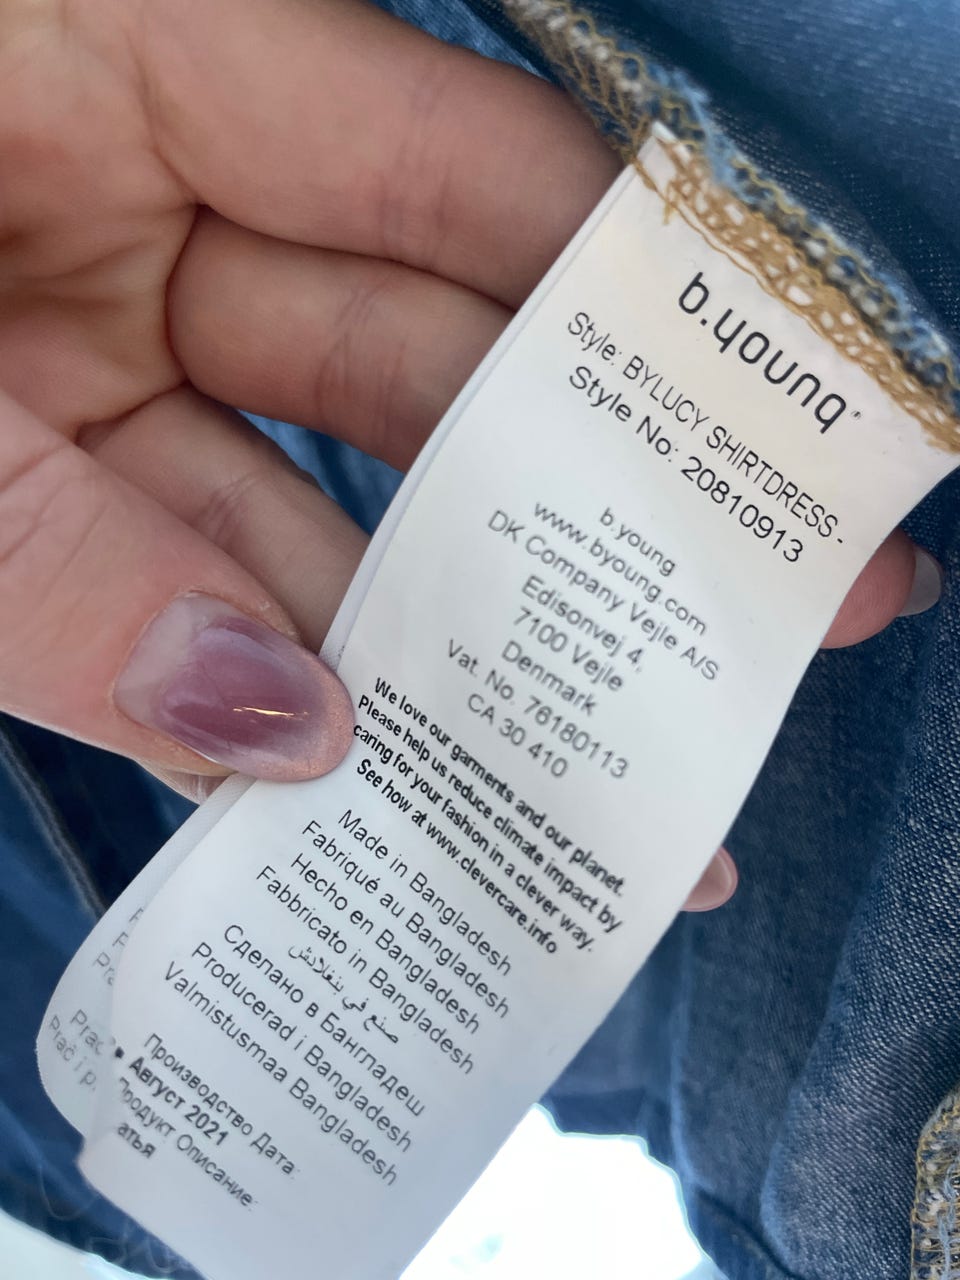 b.young
Style: BYLUCY SHIRTDRESS -
Style No: 20810913
b.young
www.byoung.com
DK Company Vejle A/S
Edisonvej 4,
7100 Vejle
Denmark
Vat. No. 76180113
CA 30 410
We love our garments and our planet.
Please help us reduce climate impact by
caring for your fashion in a clever way.
See how at www.clevercare.info
Made in Bangladesh
Fabriqué au Bangladesh
Hecho en Bangladesh
Fabbricato in Bangladesh
صنع في بنغلادش
Сделано в Бангладеш
Producerad i Bangladesh
Valmistusmaa Bangladesh
Производство Дата:
Август 2021
Продукт Описание:
атья
Prac
Prač i p.